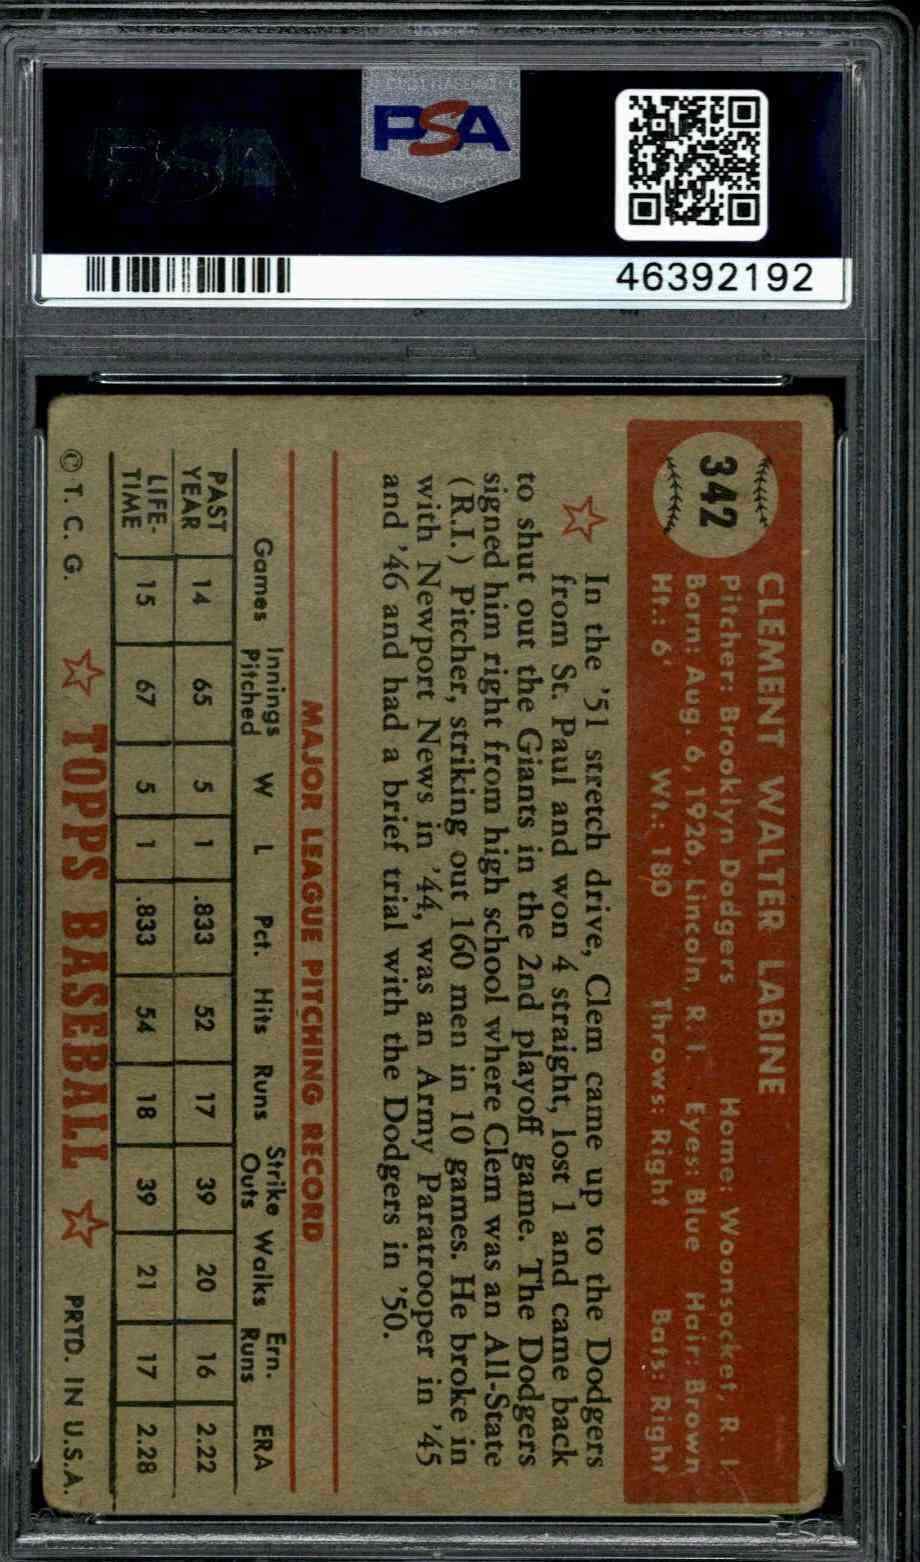 PSA
PSA
46392192
342
CLEMENT WALTER LABINE
Pitcher: Brooklyn Dodgers Home: Woonsocket, R. I.
Born: Aug. 6, 1926, Lincoln, R. I. Eyes: Blue Hair: Brown
Ht.: 6' Wt.: 180 Throws: Right Bats: Right
In the '51 stretch drive, Clem came up to the Dodgers
from St. Paul and won 4 straight, lost 1 and came back
to shut out the Giants in the 2nd playoff game. The Dodgers
signed him right from high school where Clem was an All-State
(R.I.) Pitcher, striking out 160 men in 10 games. He broke in
with Newport News in '44, was an Army Paratrooper in '45
and '46 and had a brief trial with the Dodgers in '50.
MAJOR LEAGUE PITCHING RECORD
Games Innings Pitched W L Pct. Hits Runs Strike Outs Walks Ern. Runs ERA
PAST YEAR 14 65 5 1 .833 52 17 39 20 16 2.22
LIFE-TIME 15 67 5 1 .833 54 18 39 21 17 2.28
© T. C. G. TOPPS BASEBALL PRTD. IN U.S.A.